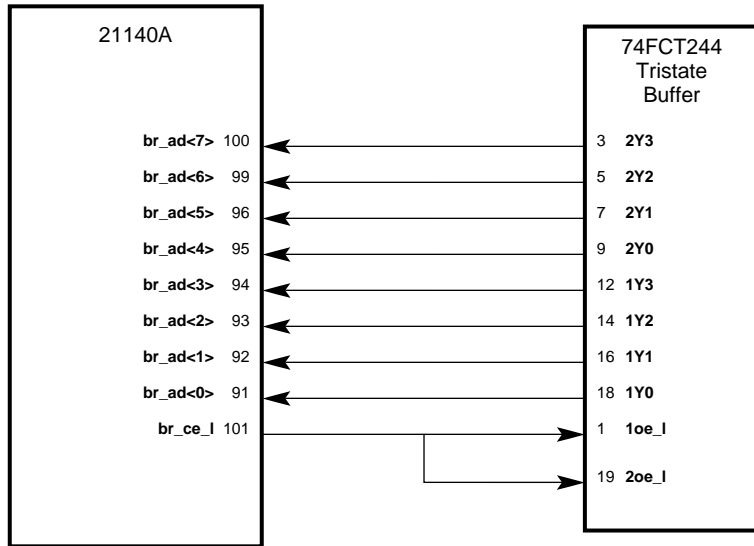 21140A
74FCT244
Tristate
Buffer
br_ad<7> 100
3 2Y3
br_ad<6> 99
5 2Y2
br_ad<5> 96
7 2Y1
br_ad<4> 95
9 2Y0
br_ad<3> 94
12 1Y3
br_ad<2> 93
14 1Y2
br_ad<1> 92
16 1Y1
br_ad<0> 91
18 1Y0
br_ce_l 101
1 1oe_l
19 2oe_l